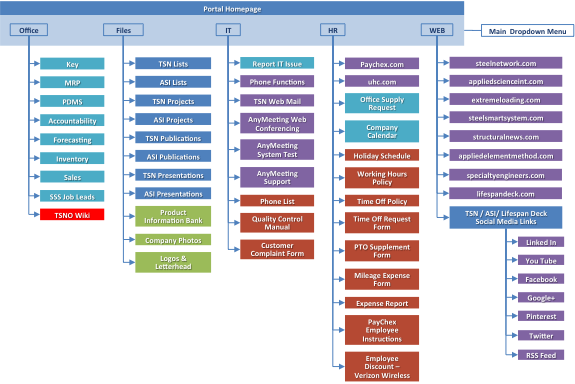 Portal Homepage
Office
Files
IT
HR
WEB
Main Dropdown Menu
Key
MRP
PDMS
Accountability
Forecasting
Inventory
Sales
SSS Job Leads
TSNO Wiki
TSN Lists
ASI Lists
TSN Projects
ASI Projects
TSN Publications
ASI Publications
TSN Presentations
ASI Presentations
Product
Information Bank
Company Photos
Logos &
Letterhead
Report IT Issue
Phone Functions
TSN Web Mail
AnyMeeting Web
Conferencing
AnyMeeting
System Test
AnyMeeting
Support
Phone List
Quality Control
Manual
Customer
Complaint Form
Paychex.com
uhc.com
Office Supply
Request
Company
Calendar
Holiday Schedule
Working Hours
Policy
Time Off Policy
Time Off Request
Form
PTO Supplement
Form
Mileage Expense
Form
Expense Report
PayChex
Employee
Instructions
Employee
Discount –
Verizon Wireless
steelnetwork.com
appliedscienceint.com
extremeloading.com
steelsmartsystem.com
structuralnews.com
appliedelementmethod.com
specialtyengineers.com
lifespandeck.com
TSN / ASI/ Lifespan Deck
Social Media Links
Linked In
You Tube
Facebook
Google+
Pinterest
Twitter
RSS Feed